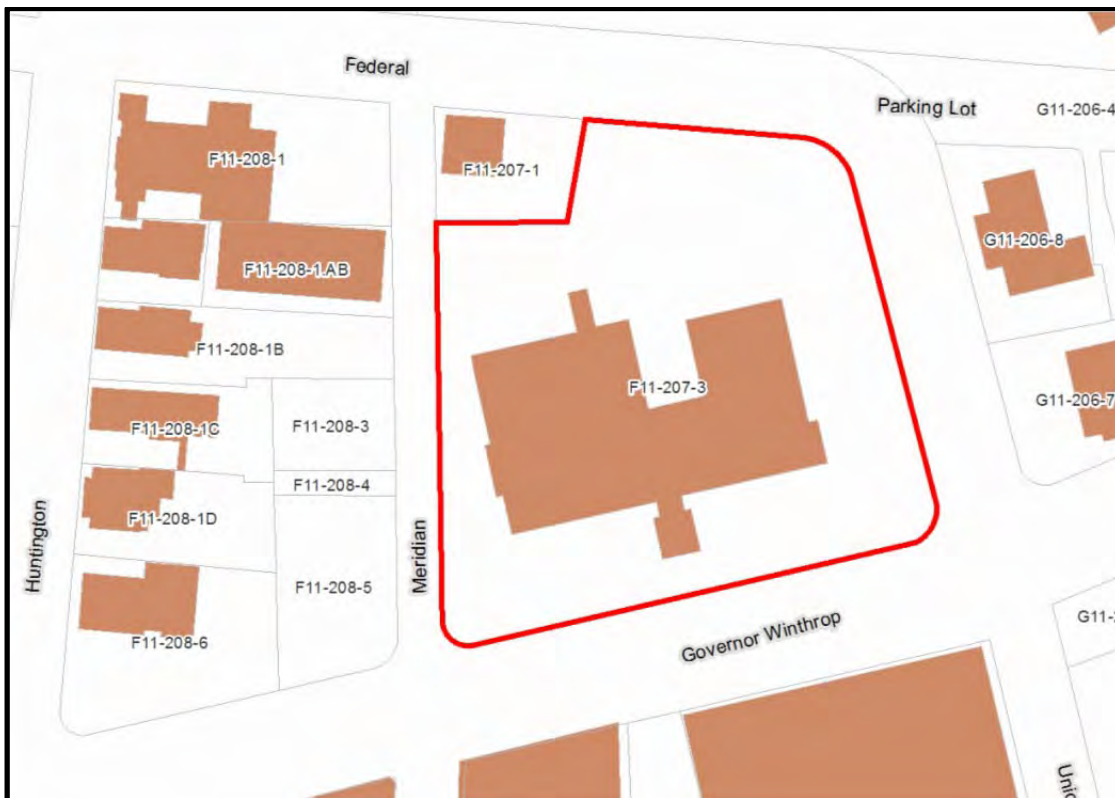 Federal
Parking Lot
G11-206-4
F11-208-1
F11-207-1
G11-206-8
F11-208-1AB
F11-208-1B
F11-207-3
G11-206-7
F11-208-1C
F11-208-3
F11-208-4
F11-208-1D
Huntington
Meridian
F11-208-5
F11-208-6
Governor Winthrop